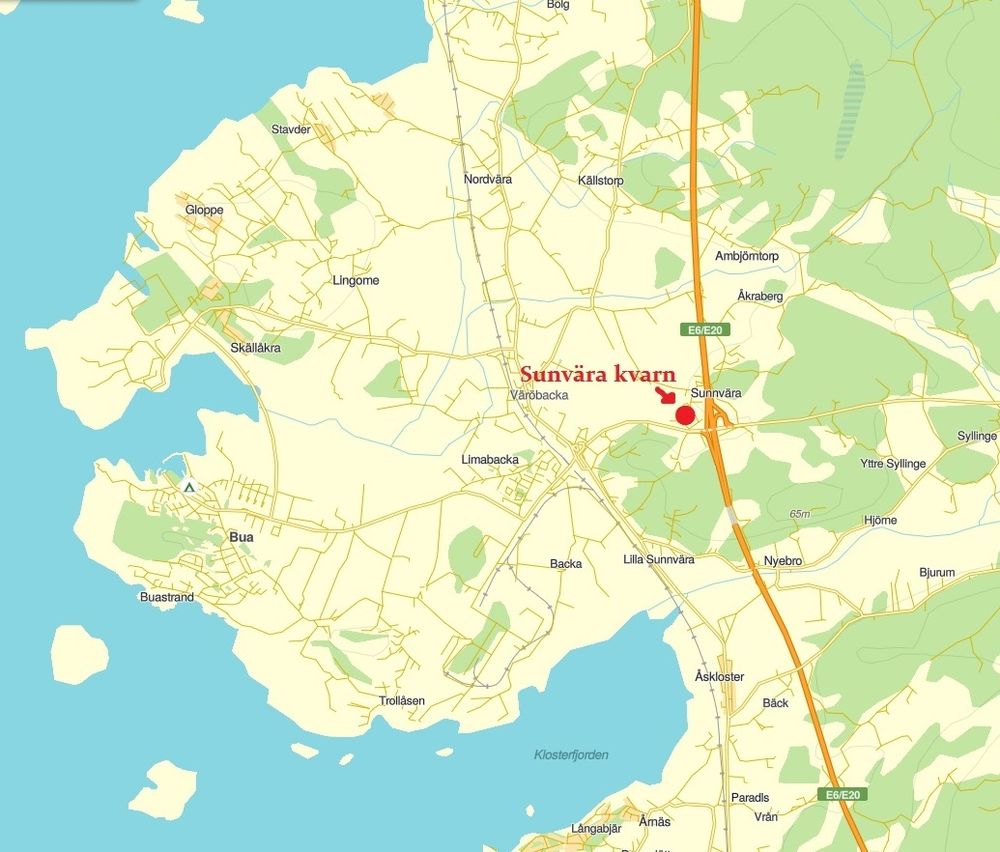 Bolg
Stavder
Nordvära
Källstorp
Gloppe
Ambjörntorp
Lingome
Åkraberg
E6/E20
Skällåkra
Sunvära kvarn
Väröbacka
Sunnvära
Limabacka
Syllinge
Yttre Syllinge
65m
Hjörne
Bua
Backa
Lilla Sunnvära
Nyebro
Bjurum
Buastrand
Åskloster
Trollåsen
Bäck
Klosterfjorden
E6/E20
Paradls
Vrån
Årnäs
Långabjär